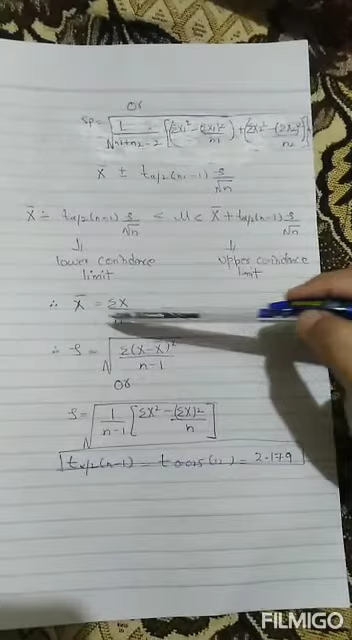 Or
Sp = √ 1/n1+n2-2 [(Σx1² - (Σx1)²/n1) + (Σx2² - (Σx2)²/n2)]
X̄ ± tα/2(n-1) s/√n
X̄ - tα/2(n-1) s/√n < μ < X̄ + tα/2(n-1) s/√n
↓ ↓
lower coindance upper coindance
limit limit
∴ X̄ = ΣX
∴ s = √ Σ(X-X̄)²/n-1
Or
s = √ 1/n-1 [ΣX² - (ΣX)²/n]
tα/2(n-1) = t0.025(12) = 2.179
FILMIGO